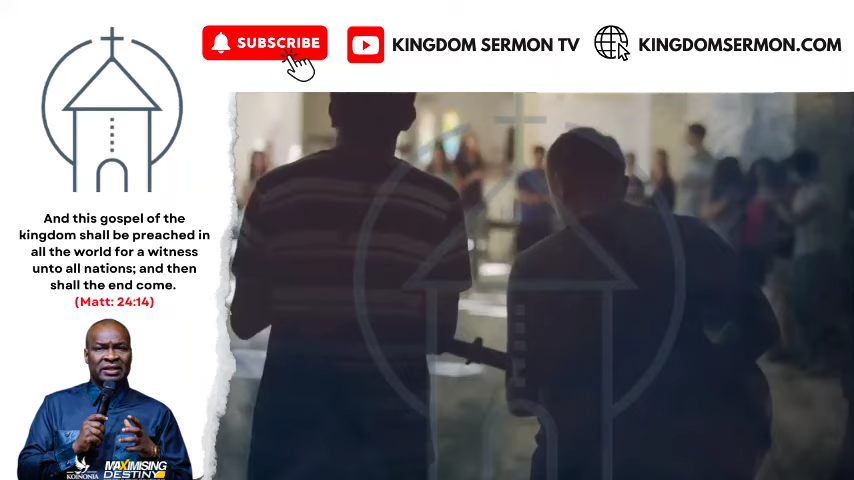 SUBSCRIBE
KINGDOM SERMON TV
KINGDOMSERMON.COM
And this gospel of the
kingdom shall be preached in
all the world for a witness
unto all nations; and then
shall the end come.
(Matt: 24:14)
KOINONIA
MAXIMISING
DESTINY